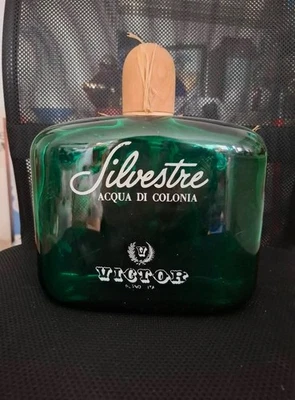 Silvestre
ACQUA DI COLONIA
V
VICTOR